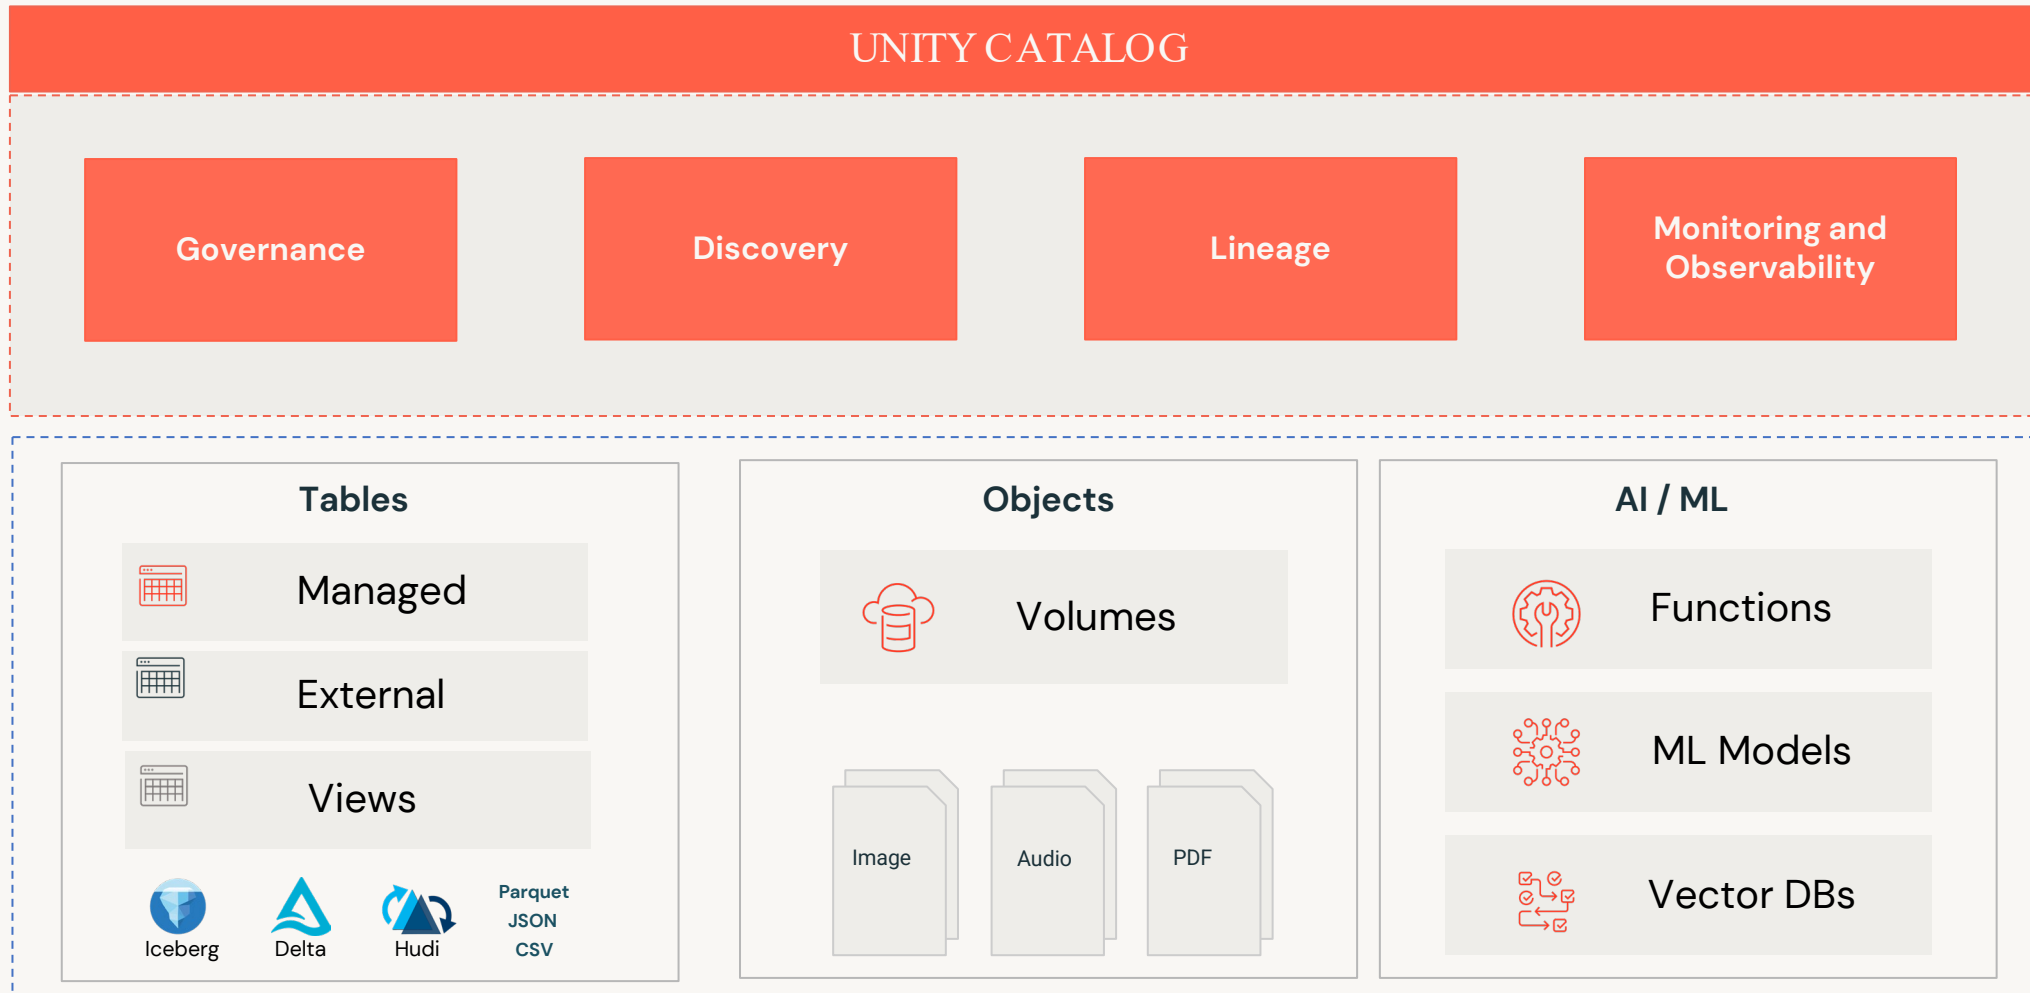 UNITY CATALOG
Governance
Discovery
Lineage
Monitoring and
Observability
Tables
Managed
External
Views
Iceberg
Delta
Hudi
Parquet
JSON
CSV
Objects
Volumes
Image
Audio
PDF
AI / ML
Functions
ML Models
Vector DBs